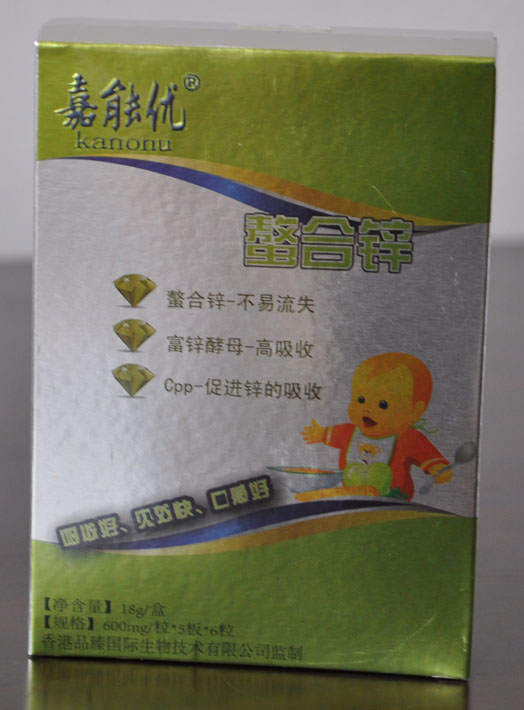 嘉能优®
kanonu
螯合锌
螯合锌-不易流失
富锌酵母-高吸收
Cpp-促进锌的吸收
吸收好、见效快、口感好
【净含量】18g/盒
【规格】600mg/粒*5板*6粒
香港品臻国际生物技术有限公司监制